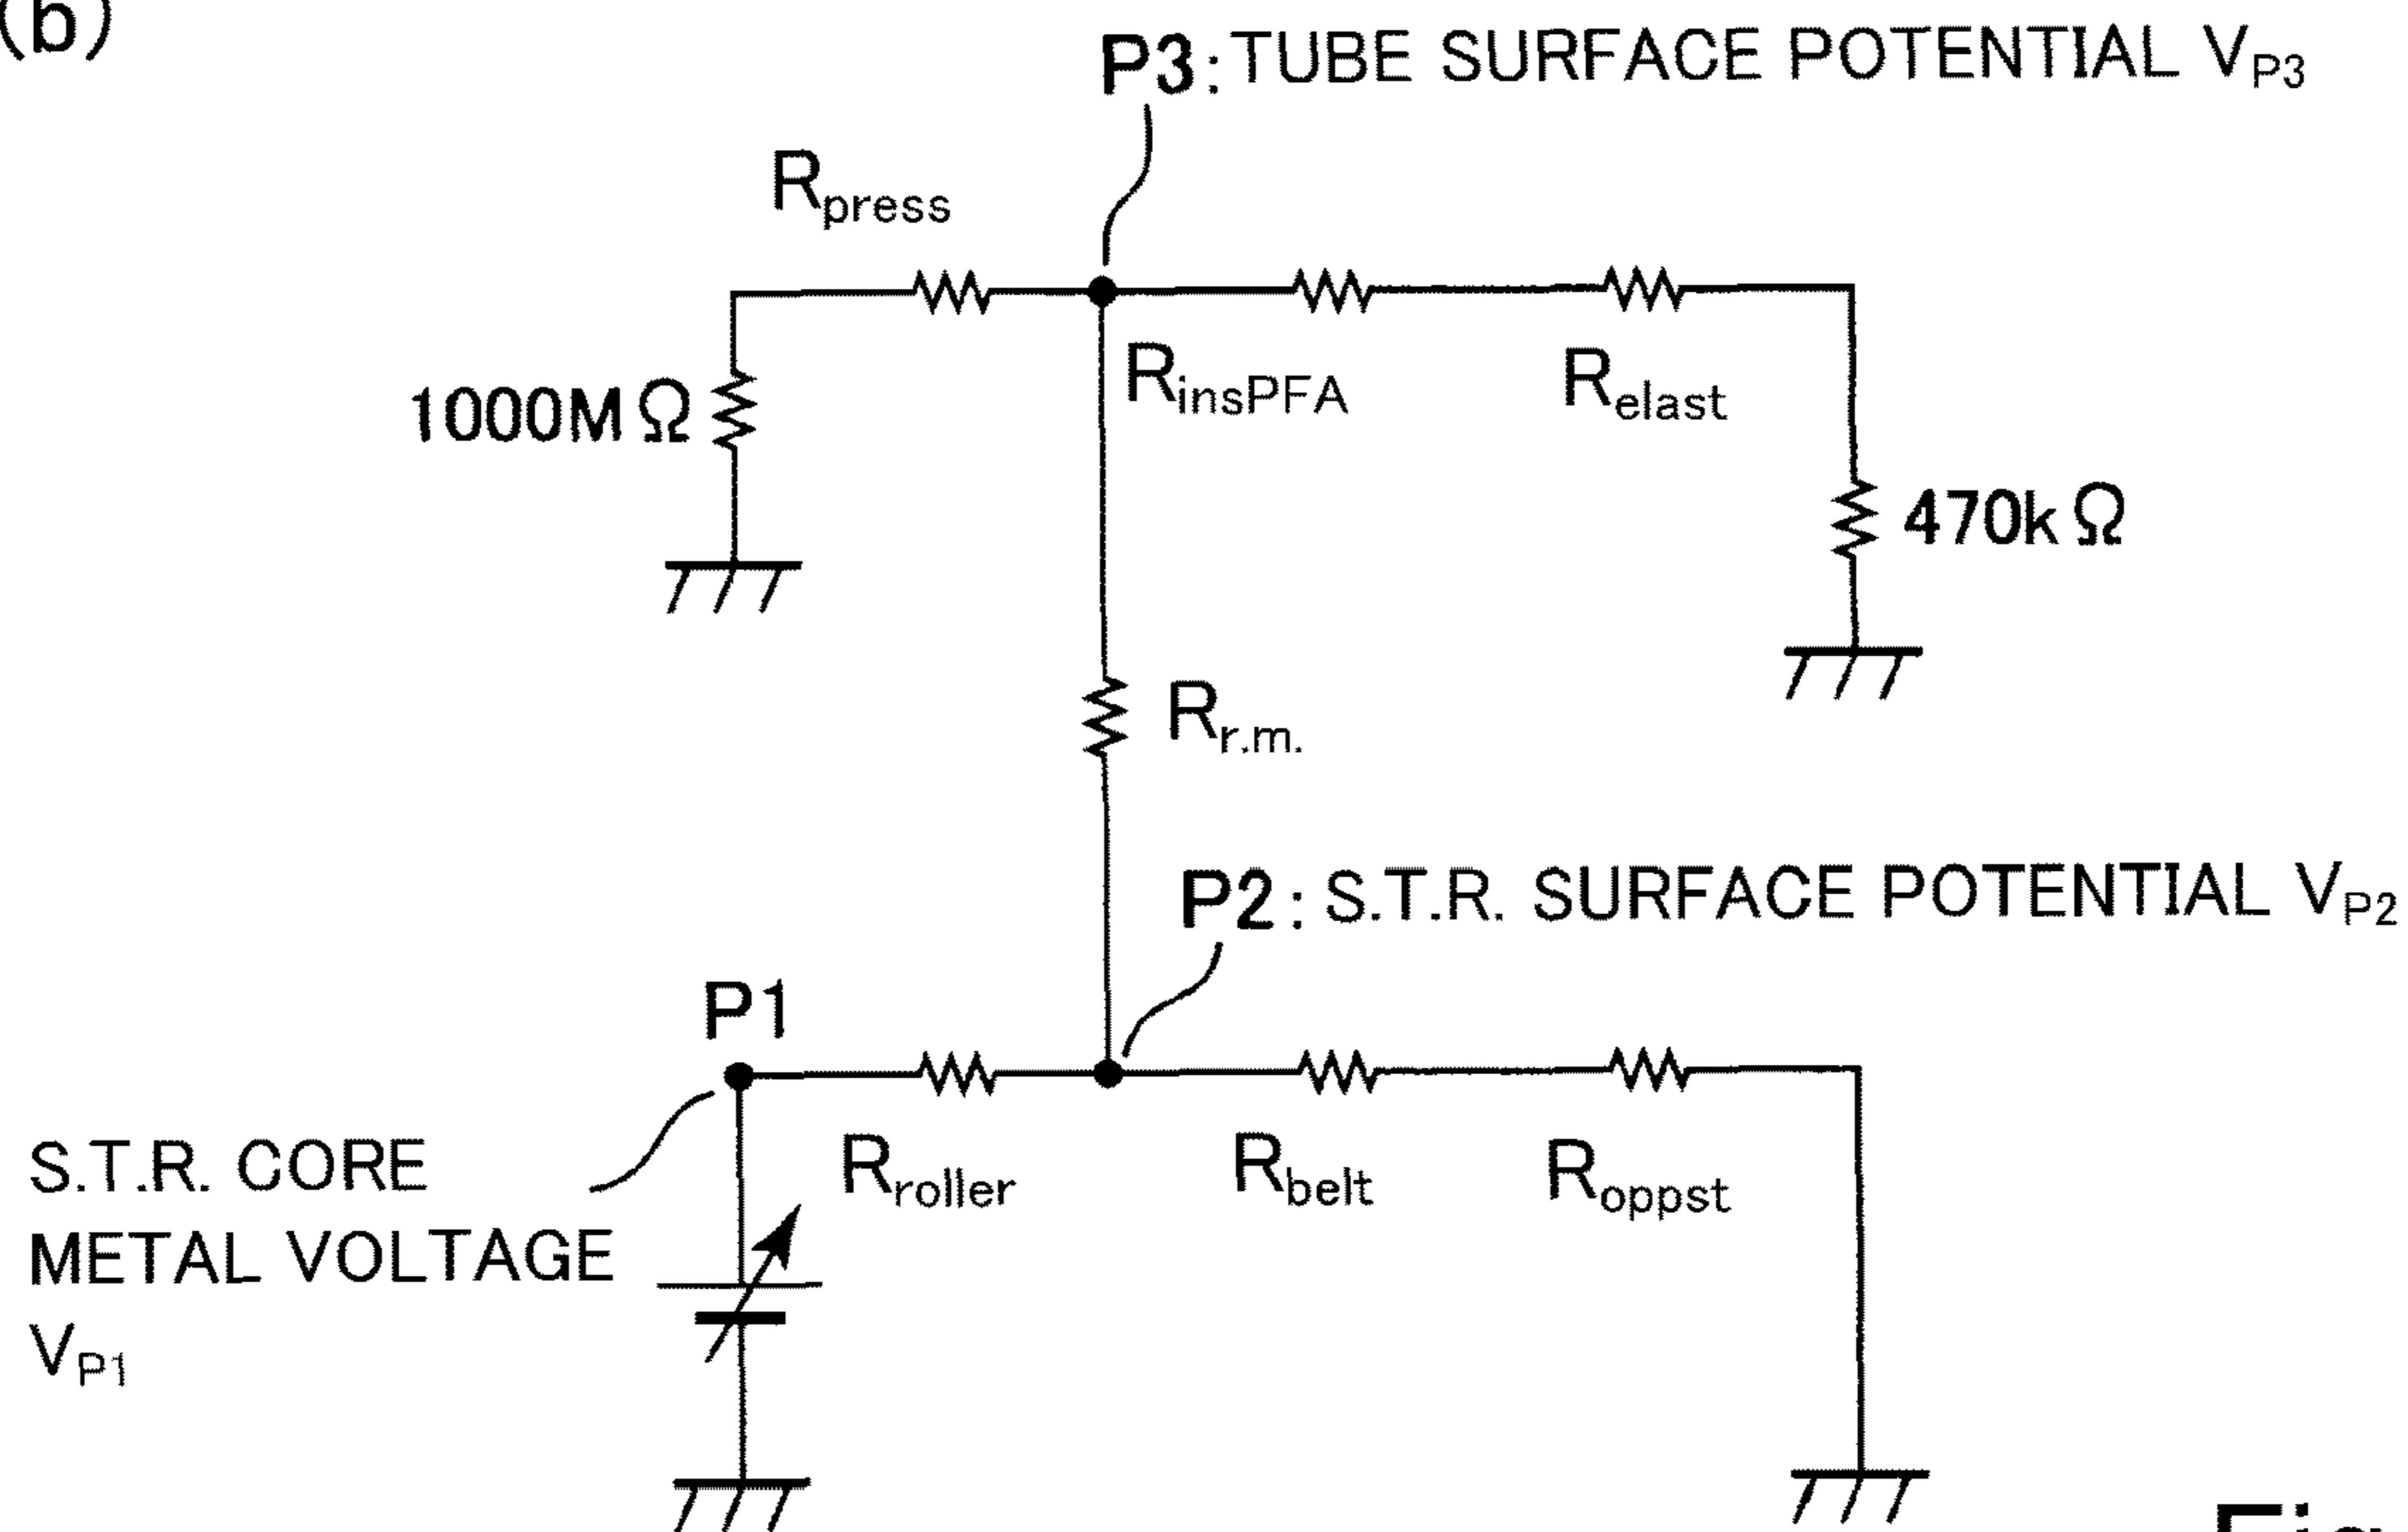 (b)
P3: TUBE SURFACE POTENTIAL VP3
Rpress
RinsPFA
Relast
1000MΩ
470kΩ
Rr.m.
P2: S.T.R. SURFACE POTENTIAL VP2
P1
S.T.R. CORE
METAL VOLTAGE
VP1
Rroller
Rbelt
Roppst